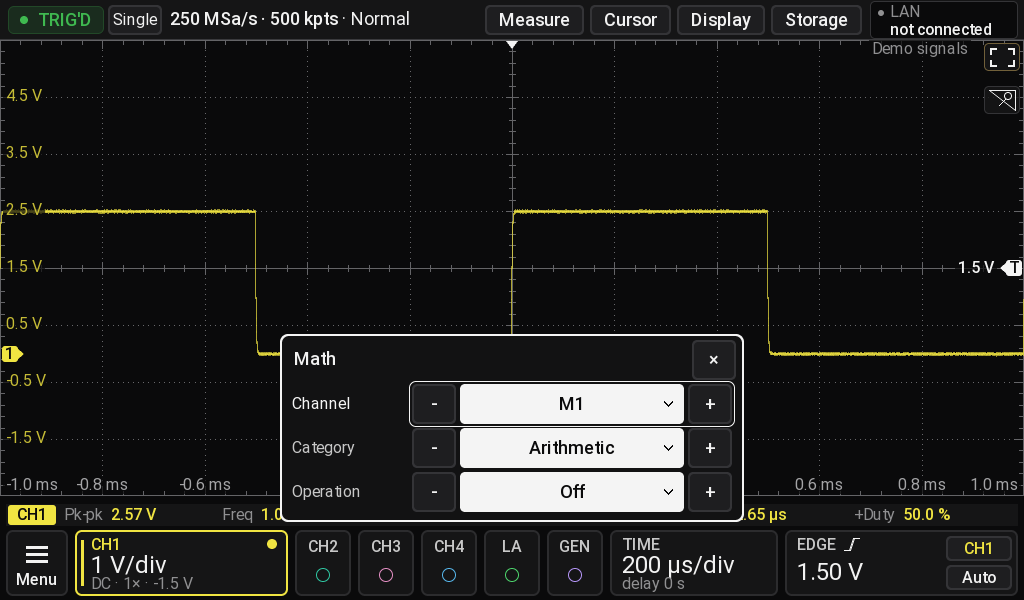 TRIG'D
Single
250 MSa/s · 500 kpts · Normal
Measure
Cursor
Display
Storage
LAN
not connected
Demo signals
4.5 V
3.5 V
2.5 V
1.5 V
1.5 V
T
0.5 V
1
-0.5 V
-1.5 V
-1.0 ms
-0.8 ms
-0.6 ms
0.6 ms
0.8 ms
1.0 ms
Math
×
Channel
-
M1
+
Category
-
Arithmetic
+
Operation
-
Off
+
CH1
Pk-pk 2.57 V
Freq 1.0
.65 µs
+Duty 50.0 %
Menu
CH1
1 V/div
DC · 1× · -1.5 V
CH2
CH3
CH4
LA
GEN
TIME
200 µs/div
delay 0 s
EDGE
1.50 V
CH1
Auto